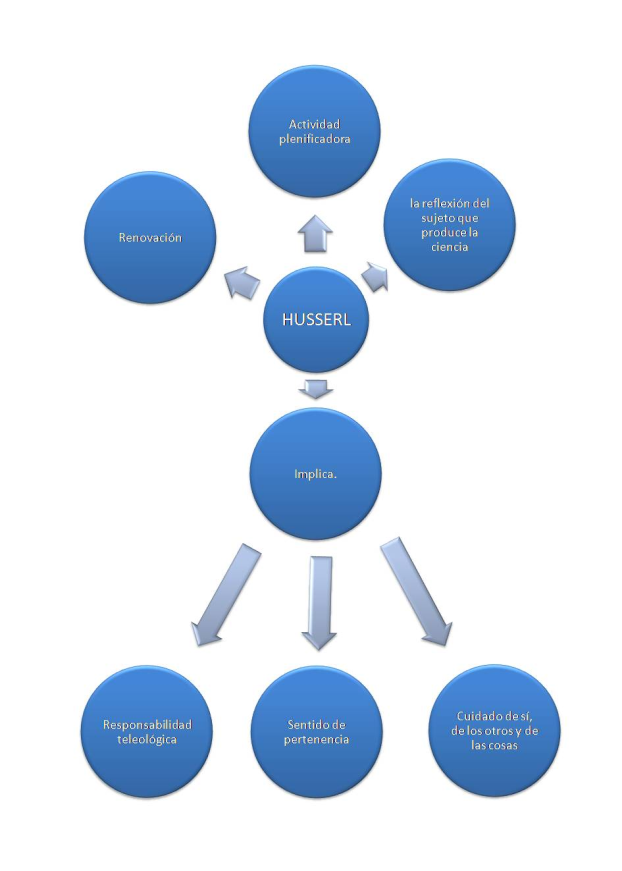 Actividad
plenificadora
Renovación
la reflexión del
sujeto que
produce la
ciencia
HUSSERL
Implica.
Responsabilidad
teleológica
Sentido de
pertenencia
Cuidado de sí,
de los otros y de
las cosas